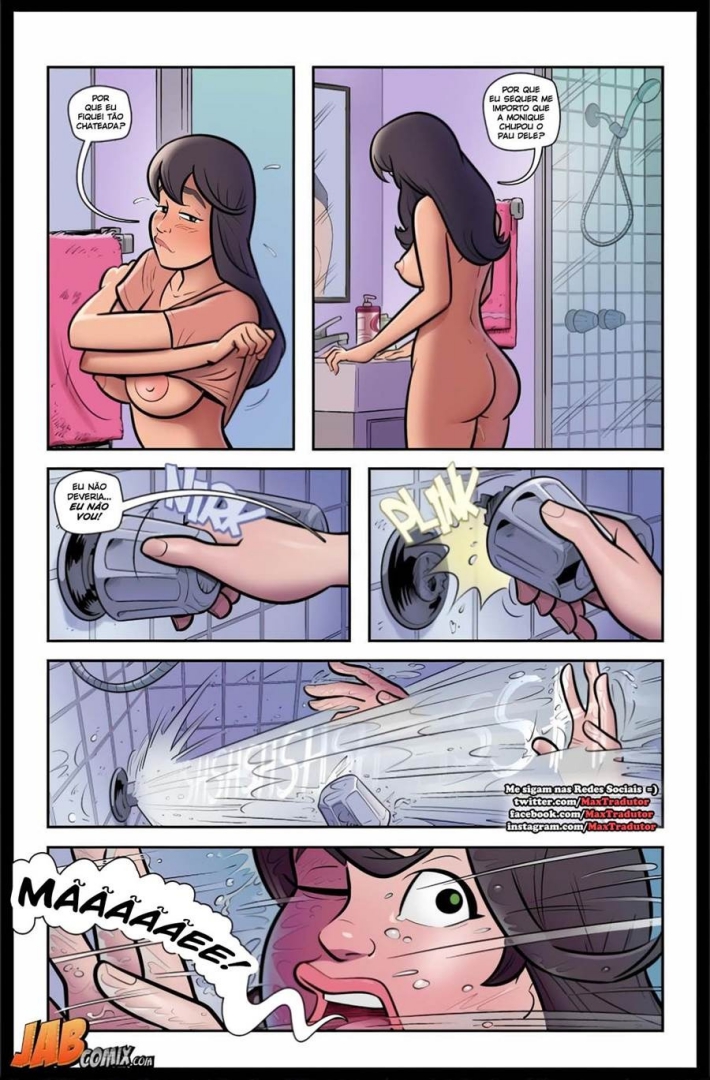 POR
QUE EU
FIQUEI TÃO
CHATEADA?
POR QUE
EU SEQUER ME
IMPORTO QUE
A MONIQUE
CHUPOU O
PAU DELE?
EU NÃO
DEVERIA...
EU NÃO
VOU!
NIRK
PLINK
SHSHSHSHSHSH
Me sigam nas Redes Sociais =)
twitter.com/MaxTradutor
facebook.com/MaxTradutor
instagram.com/MaxTradutor
MÃÃÃÃÃEE!
JAB
COMIX.com